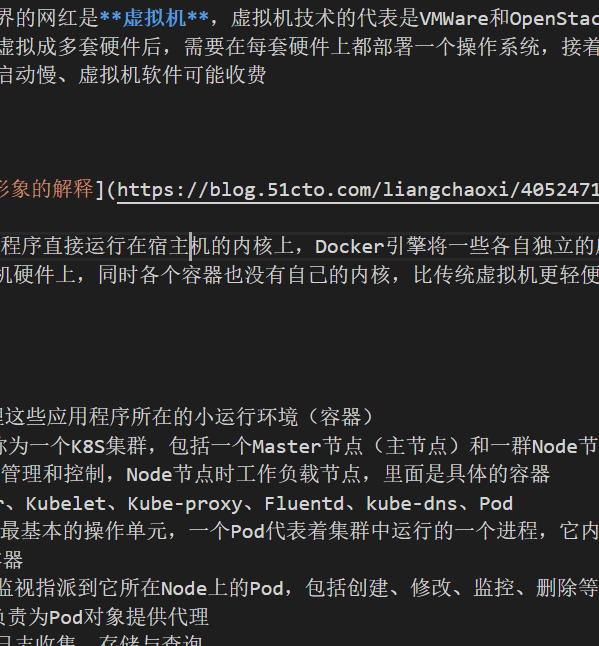 界的网红是**虚拟机**，虚拟机技术的代表是VMWare和OpenStac
虚拟成多套硬件后，需要在每套硬件上都部署一个操作系统，接着
启动慢、虚拟机软件可能收费
形象的解释](https://blog.51cto.com/liangchaoxi/4052471
程序直接运行在宿主机的内核上，Docker引擎将一些各自独立的
机硬件上，同时各个容器也没有自己的内核，比传统虚拟机更轻便
这些应用程序所在的小运行环境（容器）
称为一个K8S集群，包括一个Master节点（主节点）和一群Node节
管理和控制，Node节点时工作负载节点，里面是具体的容器
r、Kubelet、Kube-proxy、Fluentd、kube-dns、Pod
最基本的操作单元，一个Pod代表着集群中运行的一个进程，它内
容器
监视指派到它所在Node上的Pod，包括创建、修改、监控、删除等
负责为Pod对象提供代理
日志收集、存储与查询